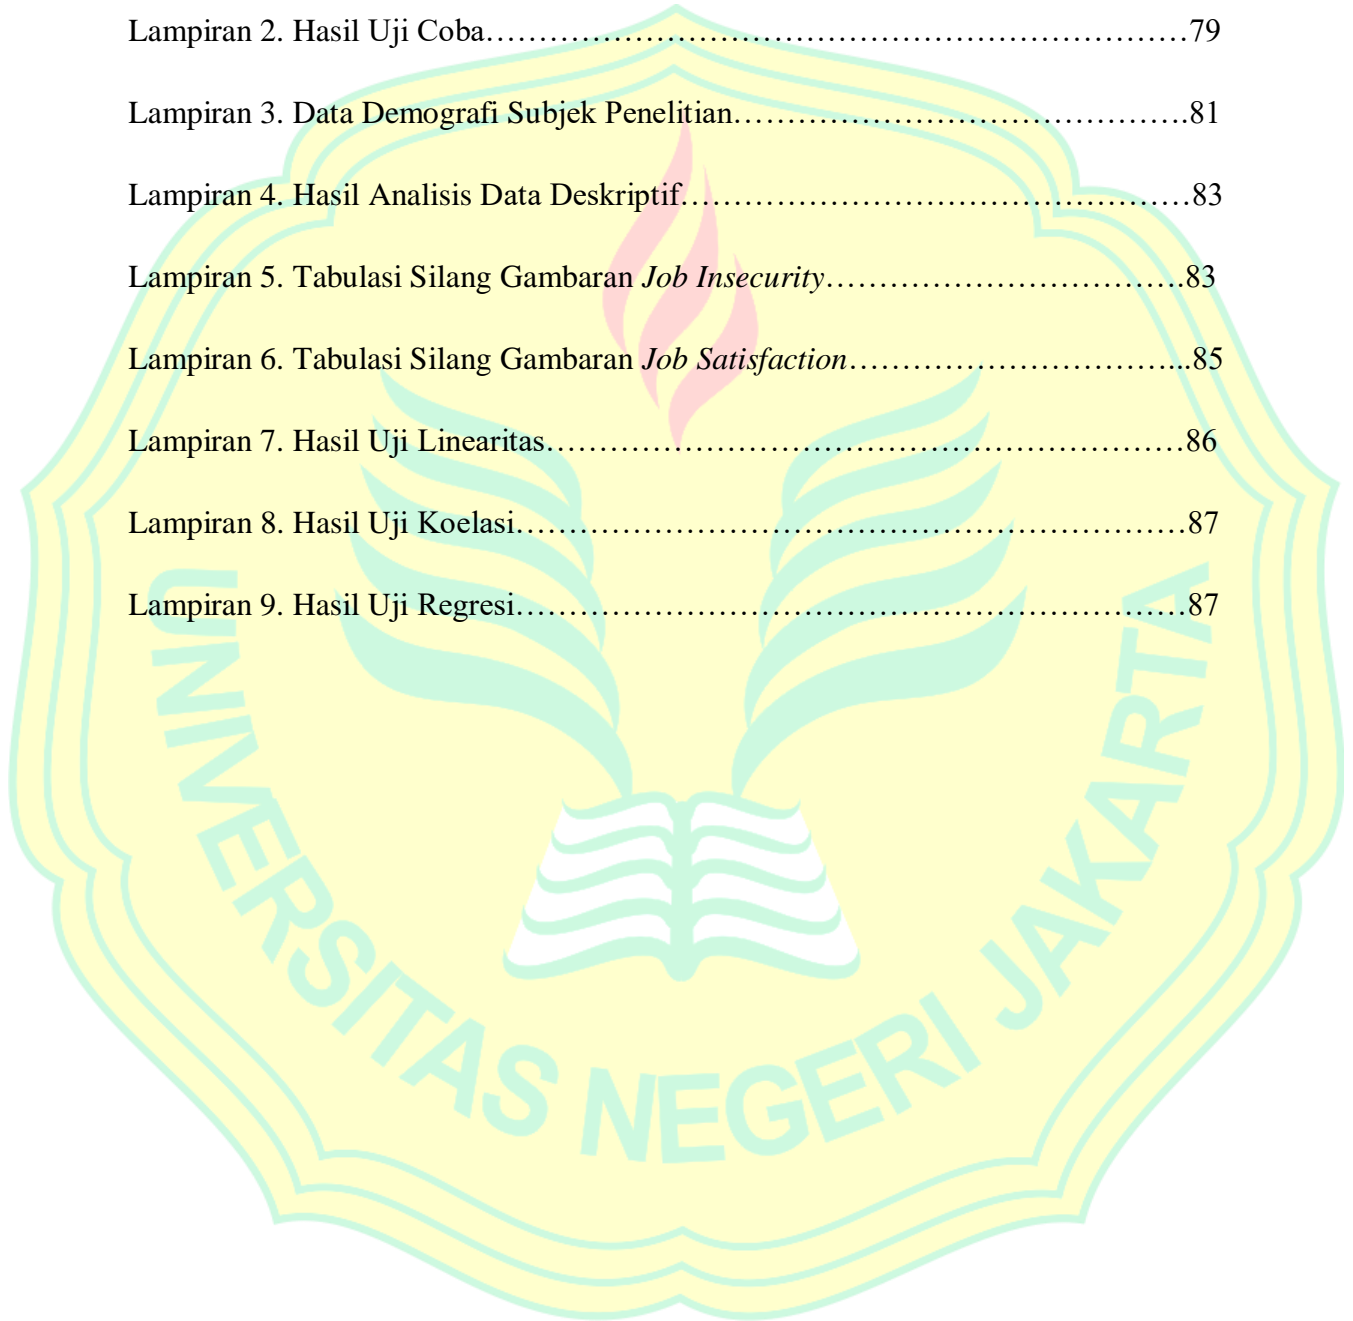 Lampiran 2. Hasil Uji Coba…………………………………………………………………79
Lampiran 3. Data Demografi Subjek Penelitian…………………………………….81
Lampiran 4. Hasil Analisis Data Deskriptif…………………………………………83
Lampiran 5. Tabulasi Silang Gambaran Job Insecurity…………………………….83
Lampiran 6. Tabulasi Silang Gambaran Job Satisfaction…………………………...85
Lampiran 7. Hasil Uji Linearitas……………………………………………………86
Lampiran 8. Hasil Uji Koelasi………………………………………………………87
Lampiran 9. Hasil Uji Regresi………………………………………………………87
UNIVERSITAS NEGERI JAKARTA